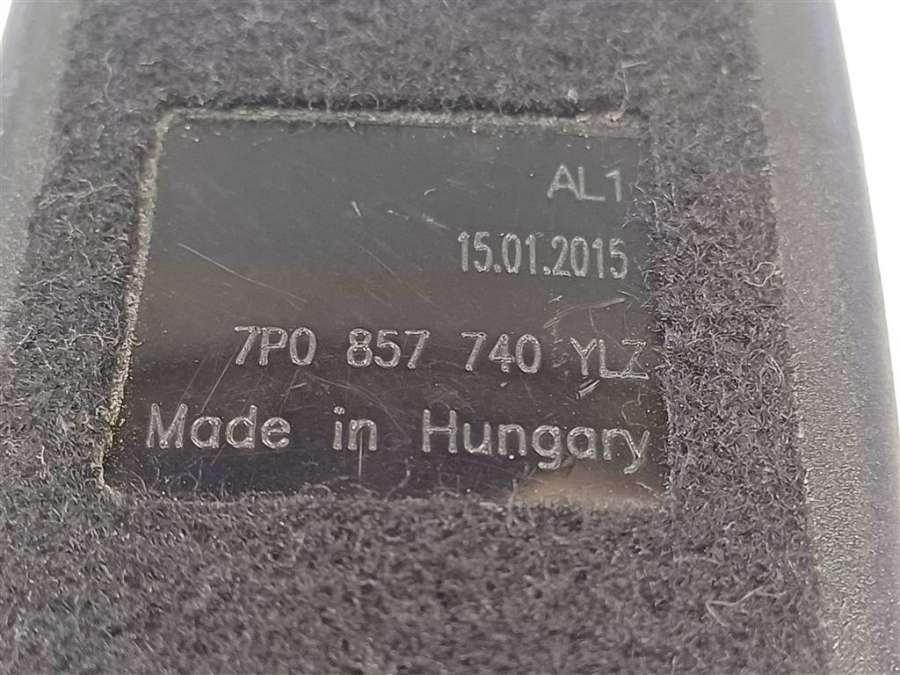 AL1
15.01.2015
7P0 857 740 YLZ
Made in Hungary